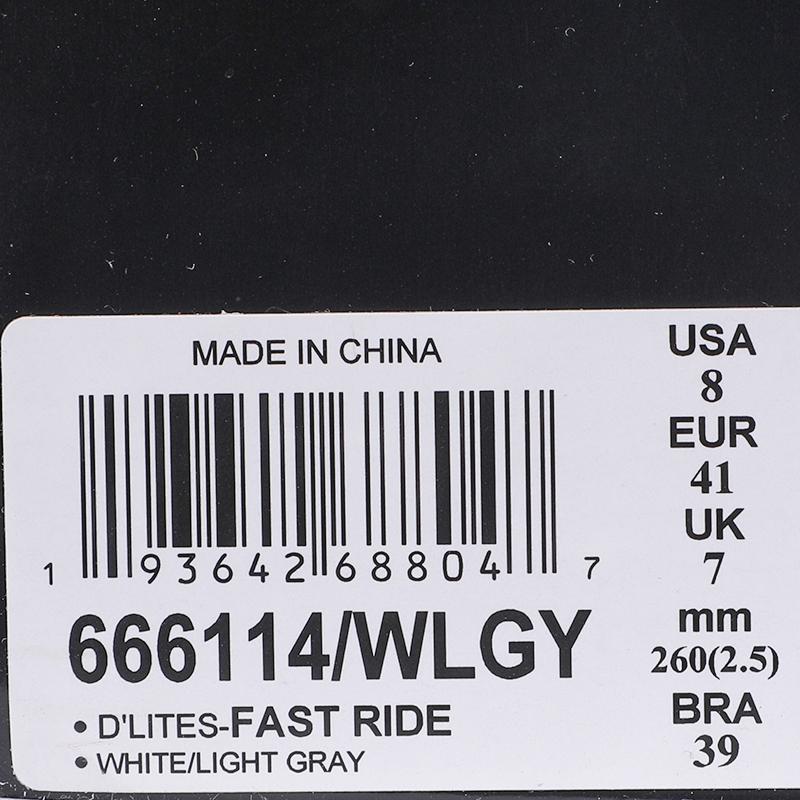 MADE IN CHINA
1 93642 68804 7
666114/WLGY
• D'LITES-FAST RIDE
• WHITE/LIGHT GRAY
USA
8
EUR
41
UK
7
mm
260(2.5)
BRA
39